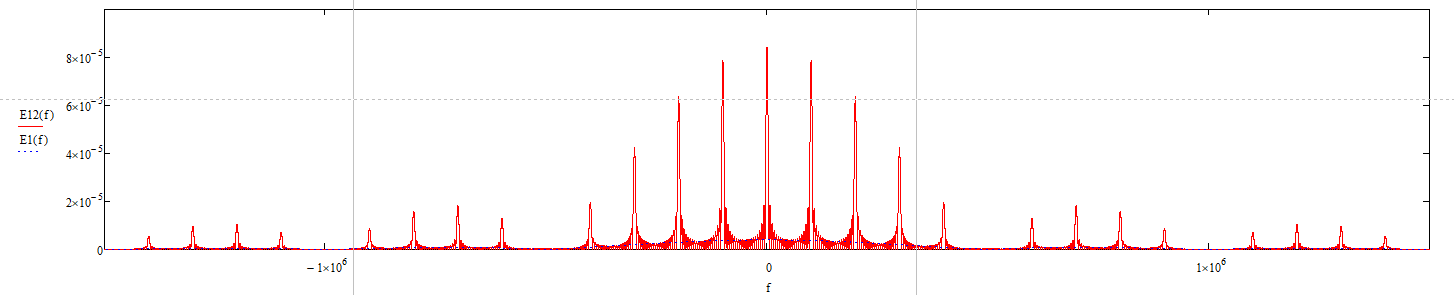 8×10⁻⁵
6×10⁻⁵
E12(f)
E1(f)
4×10⁻⁵
2×10⁻⁵
0
− 1×10⁶
0
1×10⁶
f